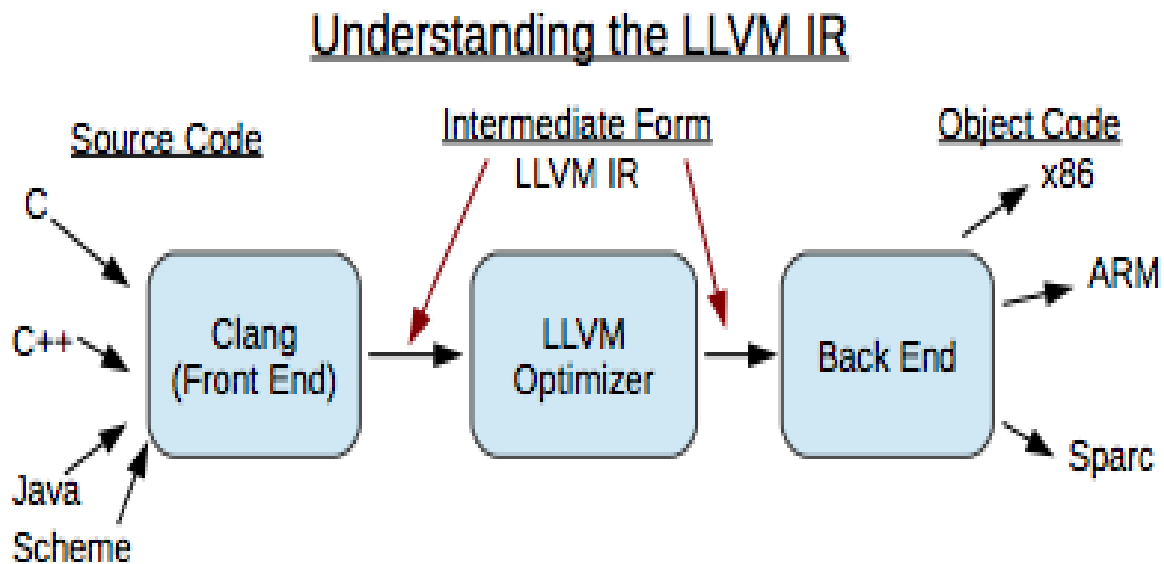 Understanding the LLVM IR
Source Code
Intermediate Form
LLVM IR
Object Code
x86
C
ARM
C++
Clang
(Front End)
LLVM
Optimizer
Back End
Java
Scheme
Sparc